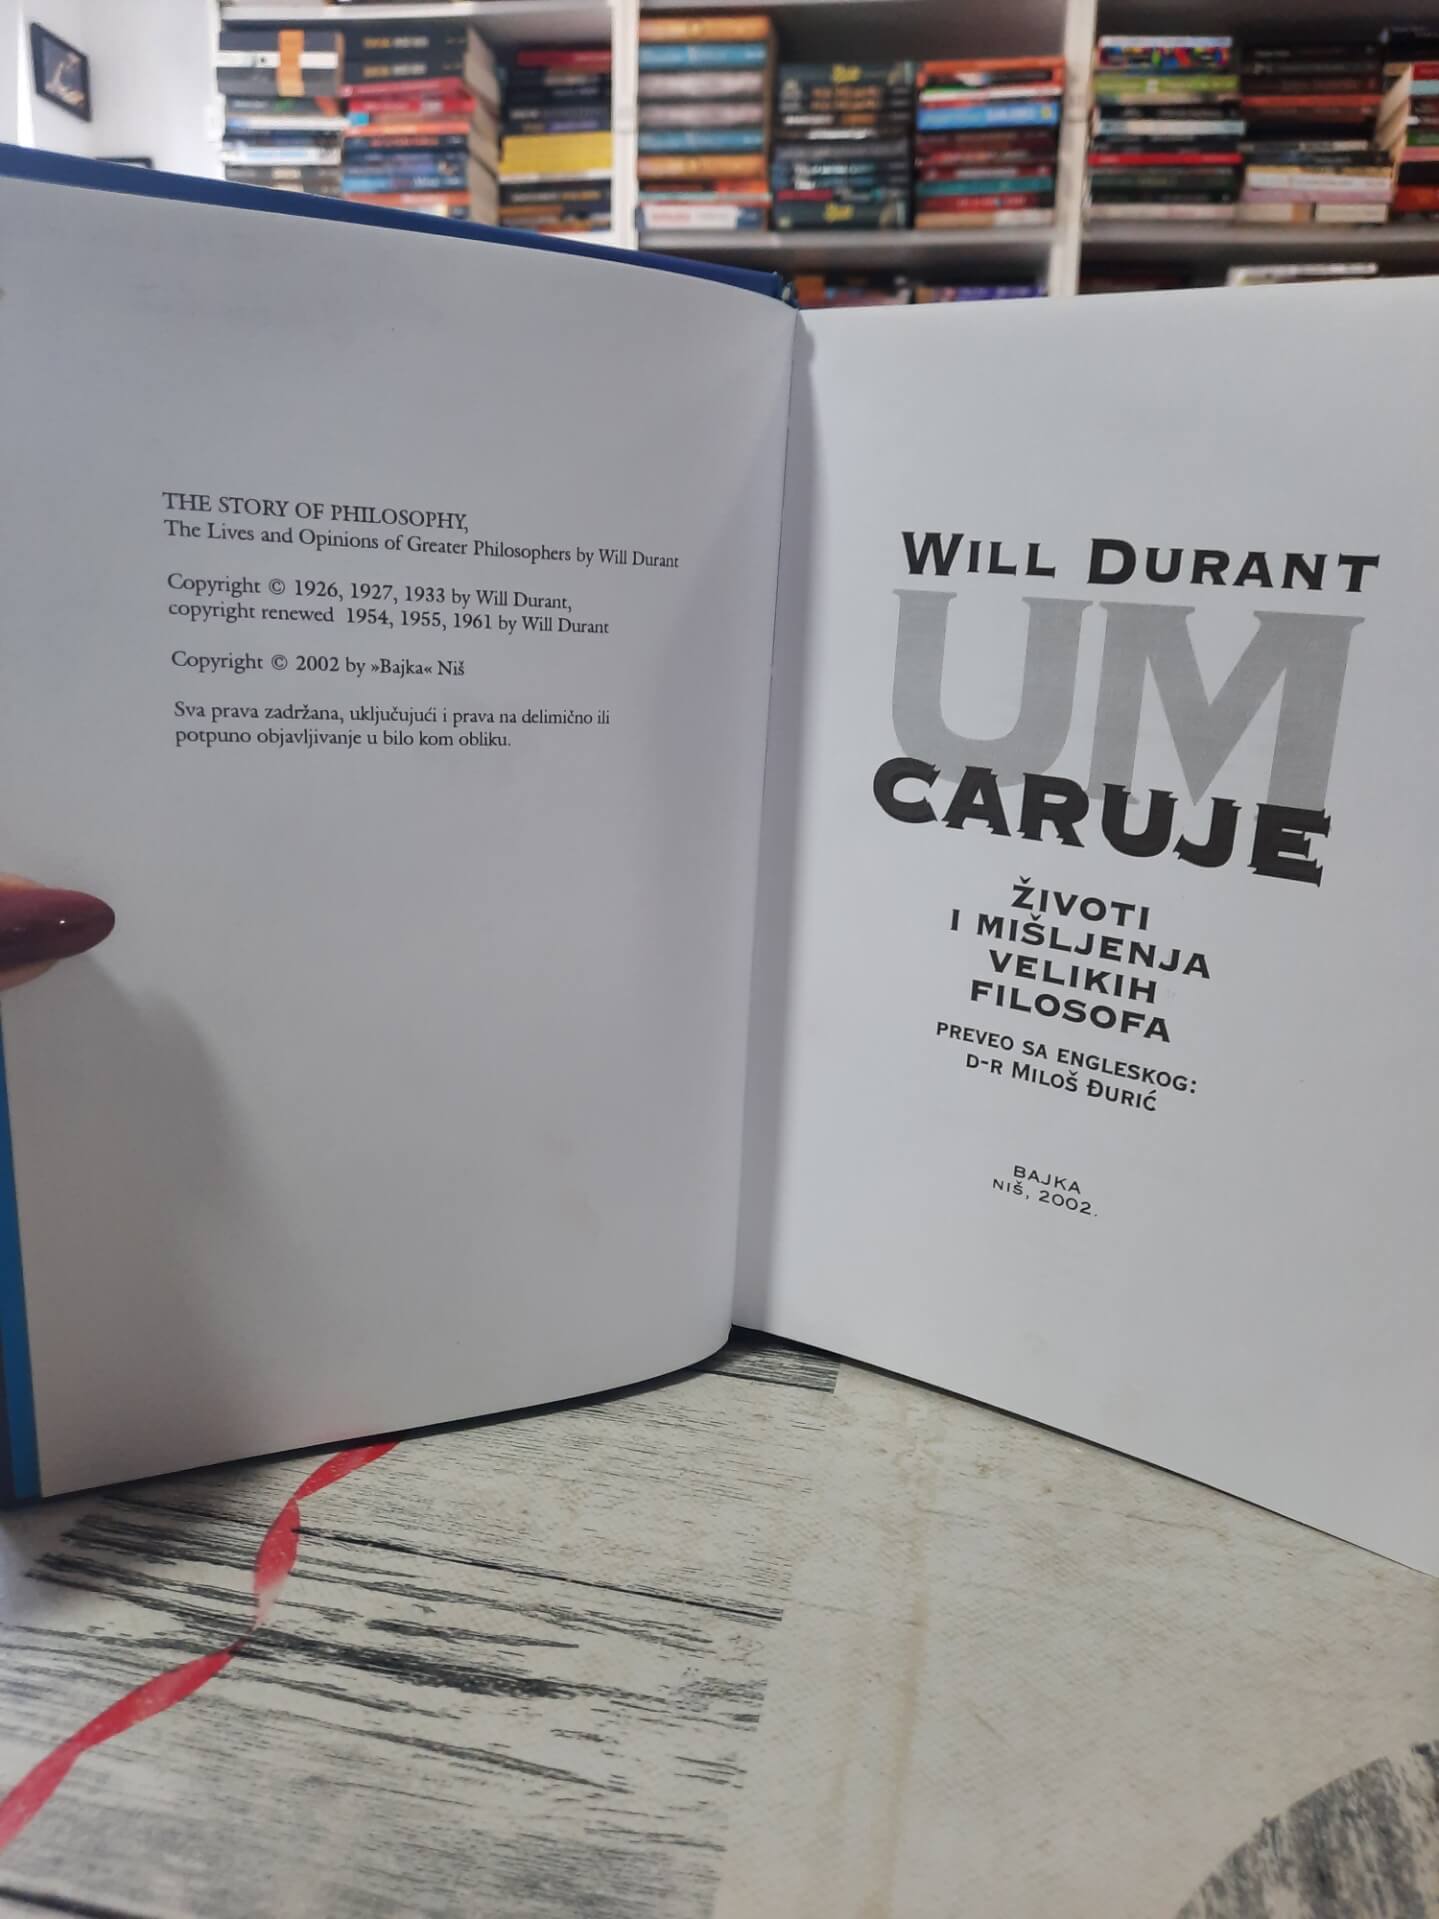 THE STORY OF PHILOSOPHY,
The Lives and Opinions of Greater Philosophers by Will Durant
Copyright © 1926, 1927, 1933 by Will Durant,
copyright renewed 1954, 1955, 1961 by Will Durant
Copyright © 2002 by »Bajka« Niš
Sva prava zadržana, uključujući i prava na delimično ili
potpuno objavljivanje u bilo kom obliku.
WILL DURANT
UM
CARUJE
ŽIVOTI
I MIŠLJENJA
VELIKIH
FILOSOFA
PREVEO SA ENGLESKOG:
D-R MILOŠ ĐURIĆ
BAJKA
NIŠ, 2002.